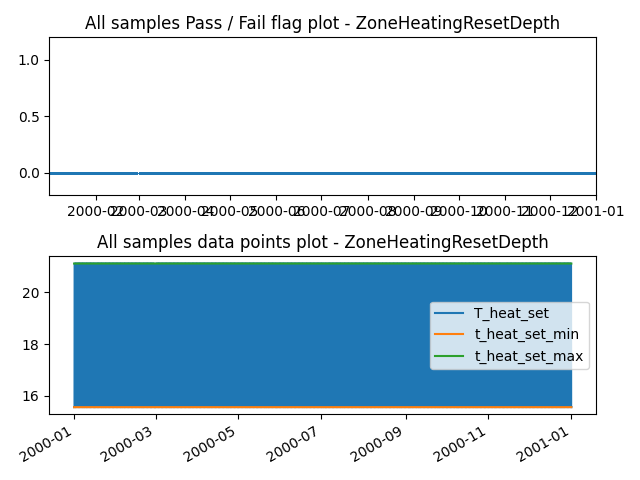 All samples Pass / Fail flag plot - ZoneHeatingResetDepth
1.0
0.5
0.0
2000-02 2000-03 2000-04 2000-05 2000-06 2000-07 2000-08 2000-09 2000-10 2000-11 2000-12 2001-01
All samples data points plot - ZoneHeatingResetDepth
20
18
16
T_heat_set
t_heat_set_min
t_heat_set_max
2000-01 2000-03 2000-05 2000-07 2000-09 2000-11 2001-01